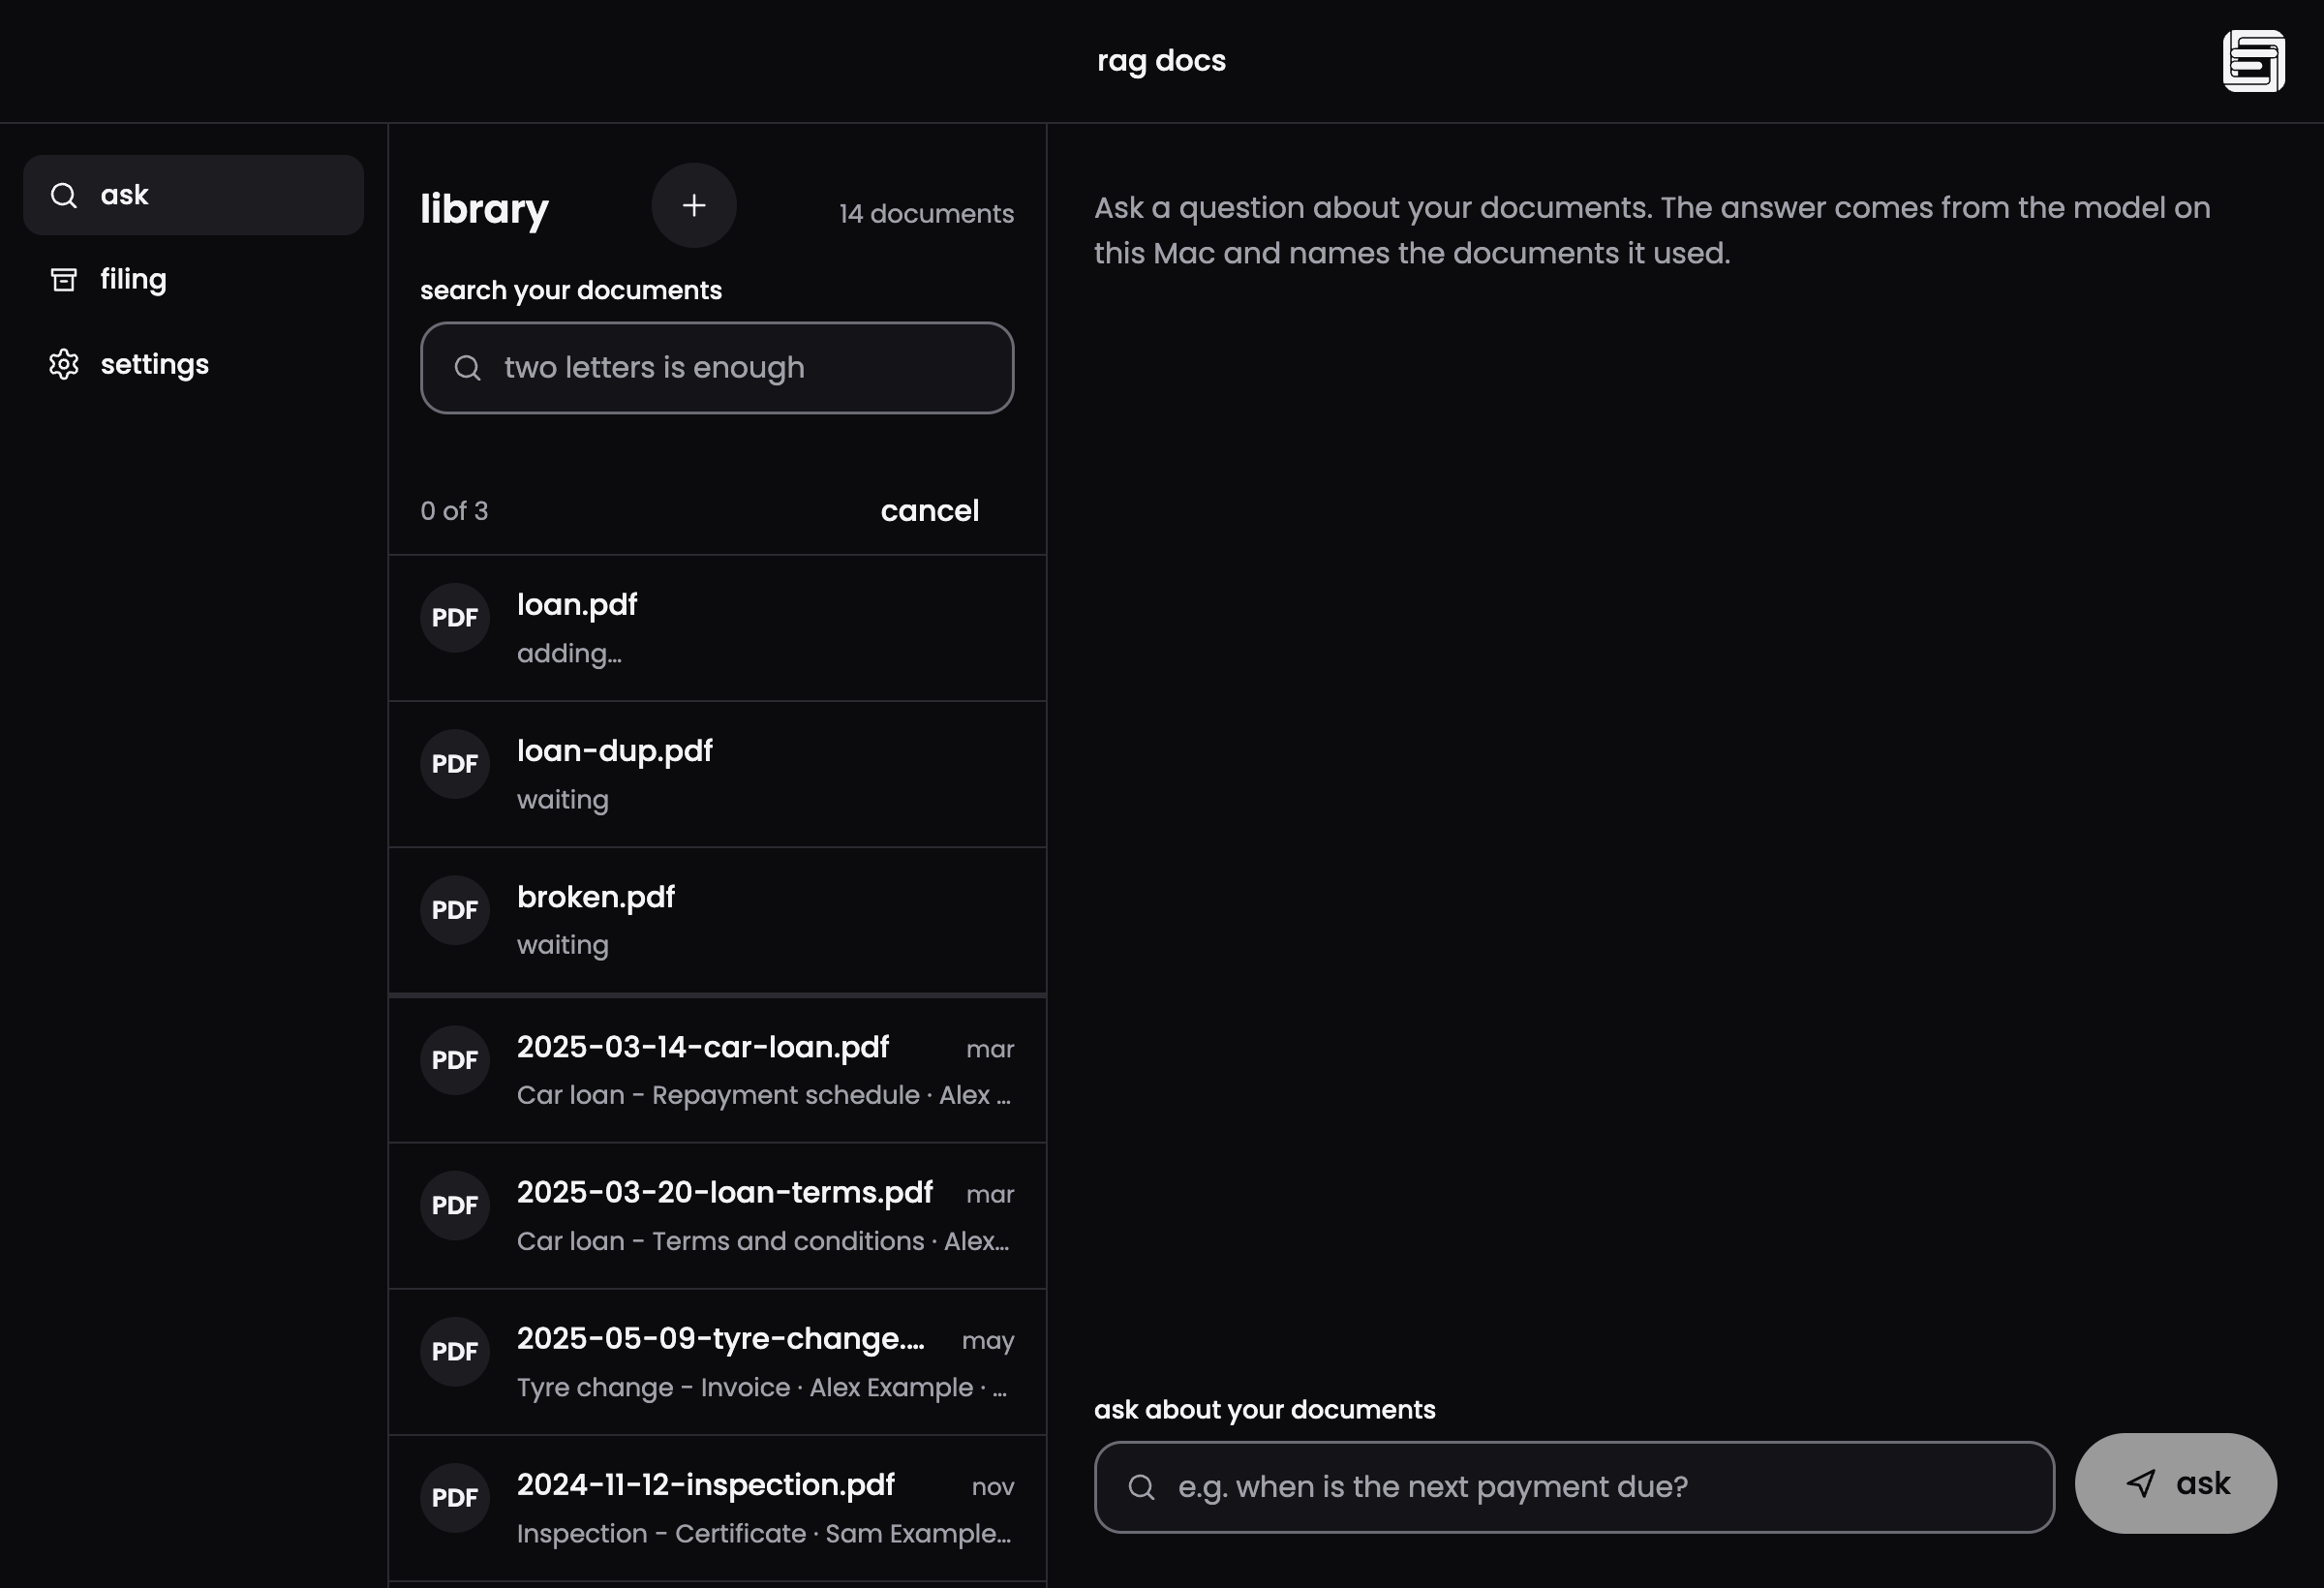 rag docs
ask
filing
settings
library
14 documents
search your documents
two letters is enough
0 of 3
cancel
PDF
loan.pdf
adding...
PDF
loan-dup.pdf
waiting
PDF
broken.pdf
waiting
PDF
2025-03-14-car-loan.pdf
mar
Car loan - Repayment schedule · Alex ...
PDF
2025-03-20-loan-terms.pdf
mar
Car loan - Terms and conditions · Alex...
PDF
2025-05-09-tyre-change....
may
Tyre change - Invoice · Alex Example · ...
PDF
2024-11-12-inspection.pdf
nov
Inspection - Certificate · Sam Example...
Ask a question about your documents. The answer comes from the model on
this Mac and names the documents it used.
ask about your documents
e.g. when is the next payment due?
ask